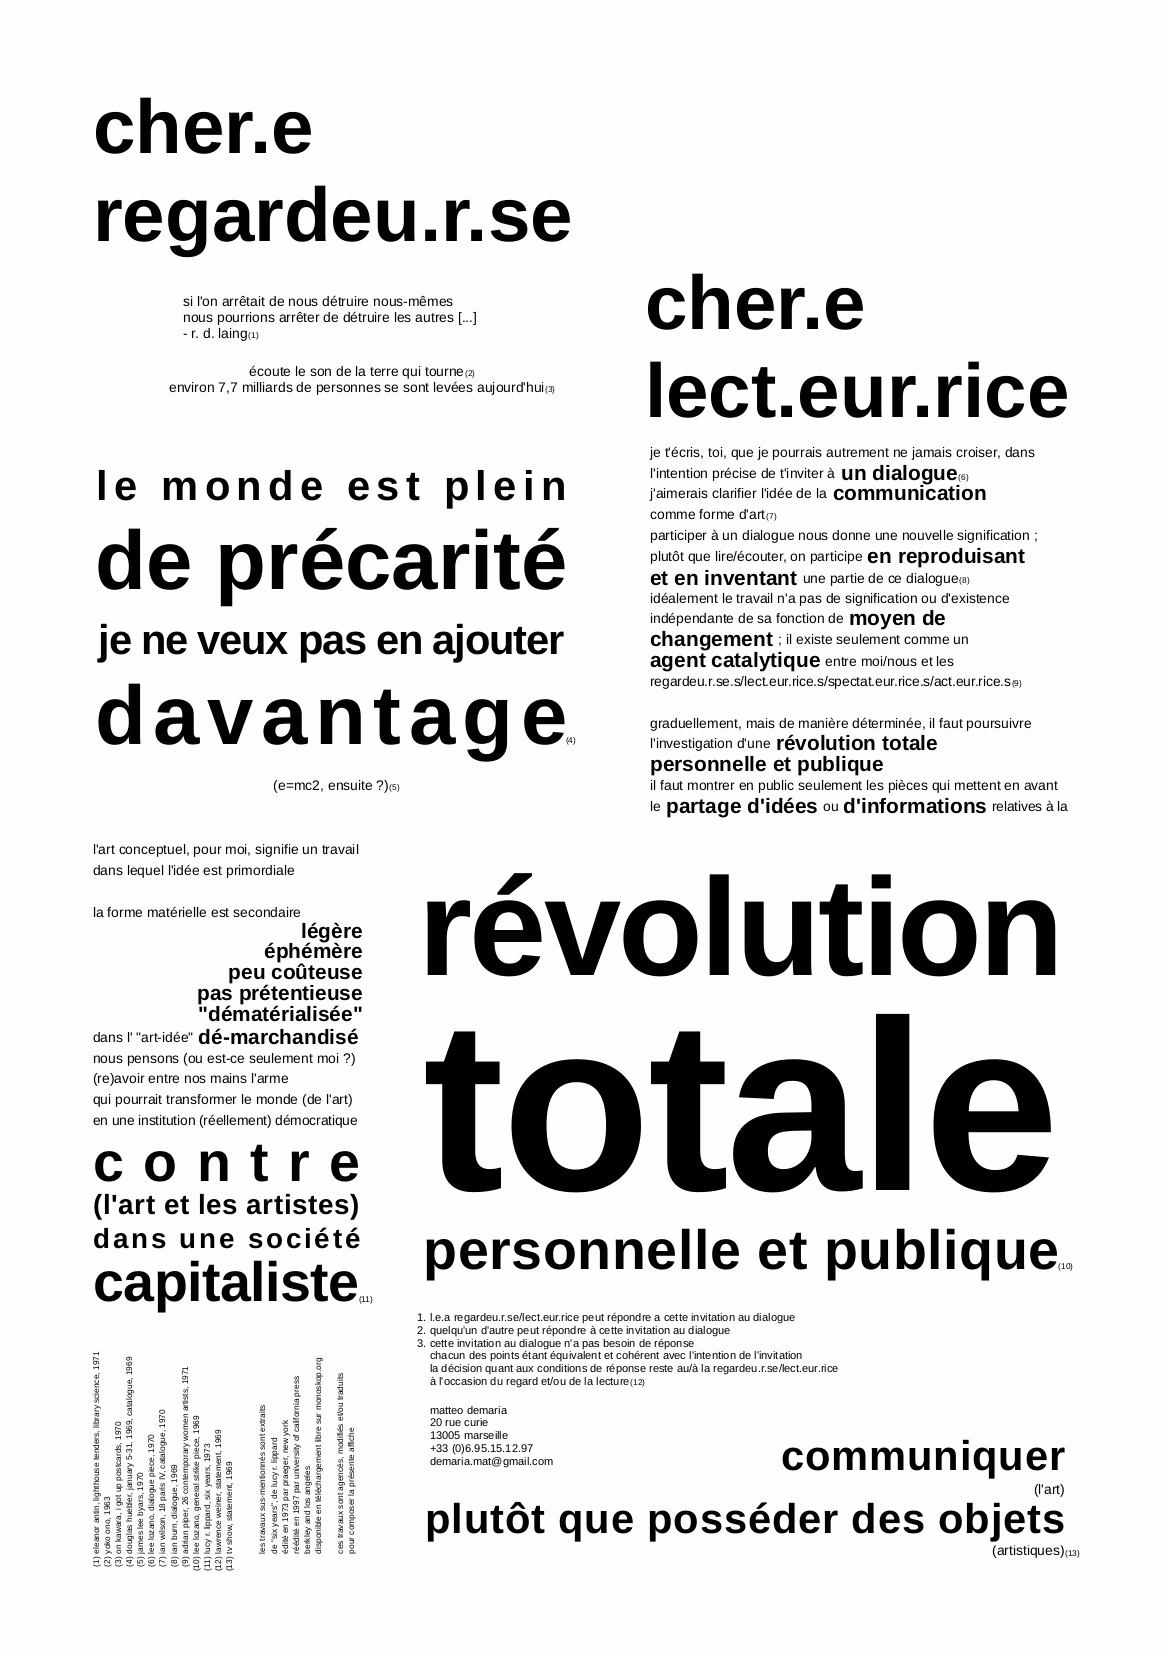 cher.e
regardeu.r.se
si l'on arrêtait de nous détruire nous-mêmes
nous pourrions arrêter de détruire les autres [...]
- r. d. laing(1)
écoute le son de la terre qui tourne(2)
environ 7,7 milliards de personnes se sont levées aujourd'hui(3)
le monde est plein
de précarité
je ne veux pas en ajouter
davantage(4)
(e=mc2, ensuite ?)(5)
cher.e
lect.eur.rice
je t'écris, toi, que je pourrais autrement ne jamais croiser, dans
l'intention précise de t'inviter à un dialogue(6)
j'aimerais clarifier l'idée de la communication
comme forme d'art(7)
participer à un dialogue nous donne une nouvelle signification ;
plutôt que lire/écouter, on participe en reproduisant
et en inventant une partie de ce dialogue(8)
idéalement le travail n'a pas de signification ou d'existence
indépendante de sa fonction de moyen de
changement ; il existe seulement comme un
agent catalytique entre moi/nous et les
regardeu.r.se.s/lect.eur.rice.s/spectat.eur.rice.s/act.eur.rice.s(9)
graduellement, mais de manière déterminée, il faut poursuivre
l'investigation d'une révolution totale
personnelle et publique
il faut montrer en public seulement les pièces qui mettent en avant
le partage d'idées ou d'informations relatives à la
révolution
totale
personnelle et publique(10)
l'art conceptuel, pour moi, signifie un travail
dans lequel l'idée est primordiale
la forme matérielle est secondaire
légère
éphémère
peu coûteuse
pas prétentieuse
"dématérialisée"
dans l' "art-idée" dé-marchandisé
nous pensons (ou est-ce seulement moi ?)
(re)avoir entre nos mains l'arme
qui pourrait transformer le monde (de l'art)
en une institution (réellement) démocratique
contre
(l'art et les artistes)
dans une société
capitaliste(11)
1. l.e.a regardeu.r.se/lect.eur.rice peut répondre a cette invitation au dialogue
2. quelqu'un d'autre peut répondre à cette invitation au dialogue
3. cette invitation au dialogue n'a pas besoin de réponse
chacun des points étant équivalent et cohérent avec l'intention de l'invitation
la décision quant aux conditions de réponse reste au/à la regardeu.r.se/lect.eur.rice
à l'occasion du regard et/ou de la lecture(12)
matteo demaria
20 rue curie
13005 marseille
+33 (0)6.95.15.12.97
demaria.mat@gmail.com
communiquer
(l'art)
plutôt que posséder des objets
(artistiques)(13)
(1) eleanor antin, lighthouse tenders, library science, 1971
(2) yoko ono, 1963
(3) on kawara, i got up postcards, 1970
(4) douglas huebler, january 5-31, 1969, catalogue, 1969
(5) james lee byars, 1970
(6) lee lozano, dialogue piece, 1970
(7) ian wilson, 18 paris IV, catalogue, 1970
(8) ian burn, dialogue, 1969
(9) adrian piper, 26 contemporary women artists, 1971
(10) lee lozano, general strike piece, 1969
(11) lucy r. lippard, six years, 1973
(12) lawrence weiner, statement, 1969
(13) tv show, statement, 1969
les travaux sus-mentionnés sont extraits
de "six years", de lucy r. lippard
édité en 1973 par praeger, new york
réédité en 1997 par university of california press
berkley and los angeles
disponible en téléchargement libre sur monoskop.org
ces travaux sont agencés, modifiés et/ou traduits
pour composer la présente affiche